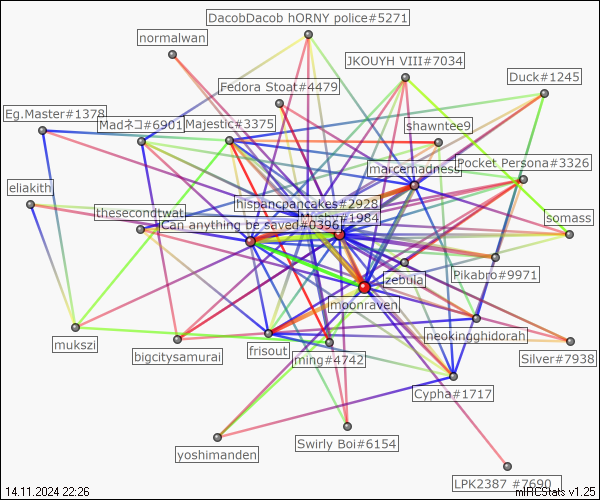 DacobDacob hORNY police#5271
normalwan
JKOUYH VIII#7034
Duck#1245
Fedora Stoat#4479
Eg.Master#1378
Madネコ#6901
Majestic#3375
shawntee9
marcemadness
Pocket Persona#3326
eliakith
hispancpancakes#2928
thesecondtwat
#1984
somass
Can anything be saved#0396
zebula
Pikabro#9971
moonraven
mukszi
bigcitysamurai
frisout
ming#4742
neokingghidorah
Silver#7938
Cypha#1717
yoshimanden
Swirly Boi#6154
LPK2387 #7690
14.11.2024 22:26
mIRCStats v1.25